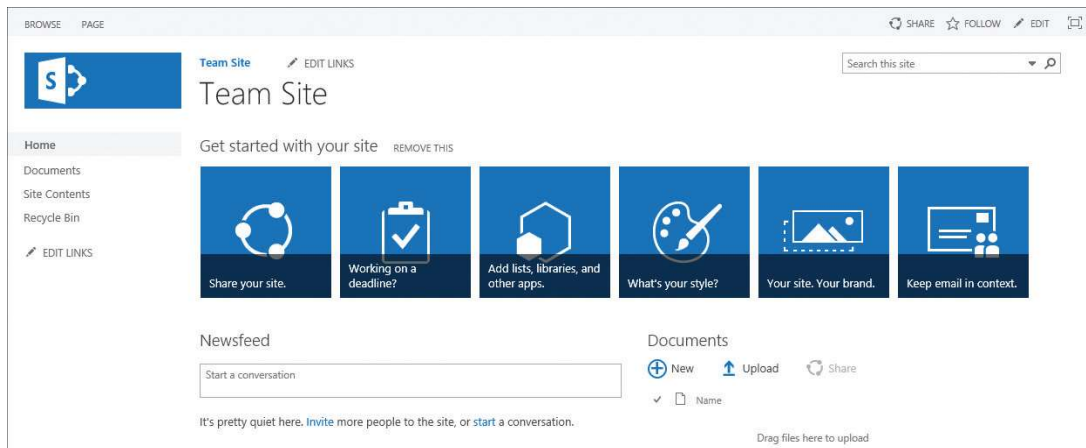 BROWSE PAGE
SHARE FOLLOW EDIT
S
Team Site EDIT LINKS
Search this site
Team Site
Home
Documents
Site Contents
Recycle Bin
EDIT LINKS
Get started with your site REMOVE THIS
Share your site.
Working on a
deadline?
Add lists, libraries, and
other apps.
What's your style?
Your site. Your brand.
Keep email in context.
Newsfeed
Start a conversation
It's pretty quiet here. Invite more people to the site, or start a conversation.
Documents
New Upload Share
Name
Drag files here to upload